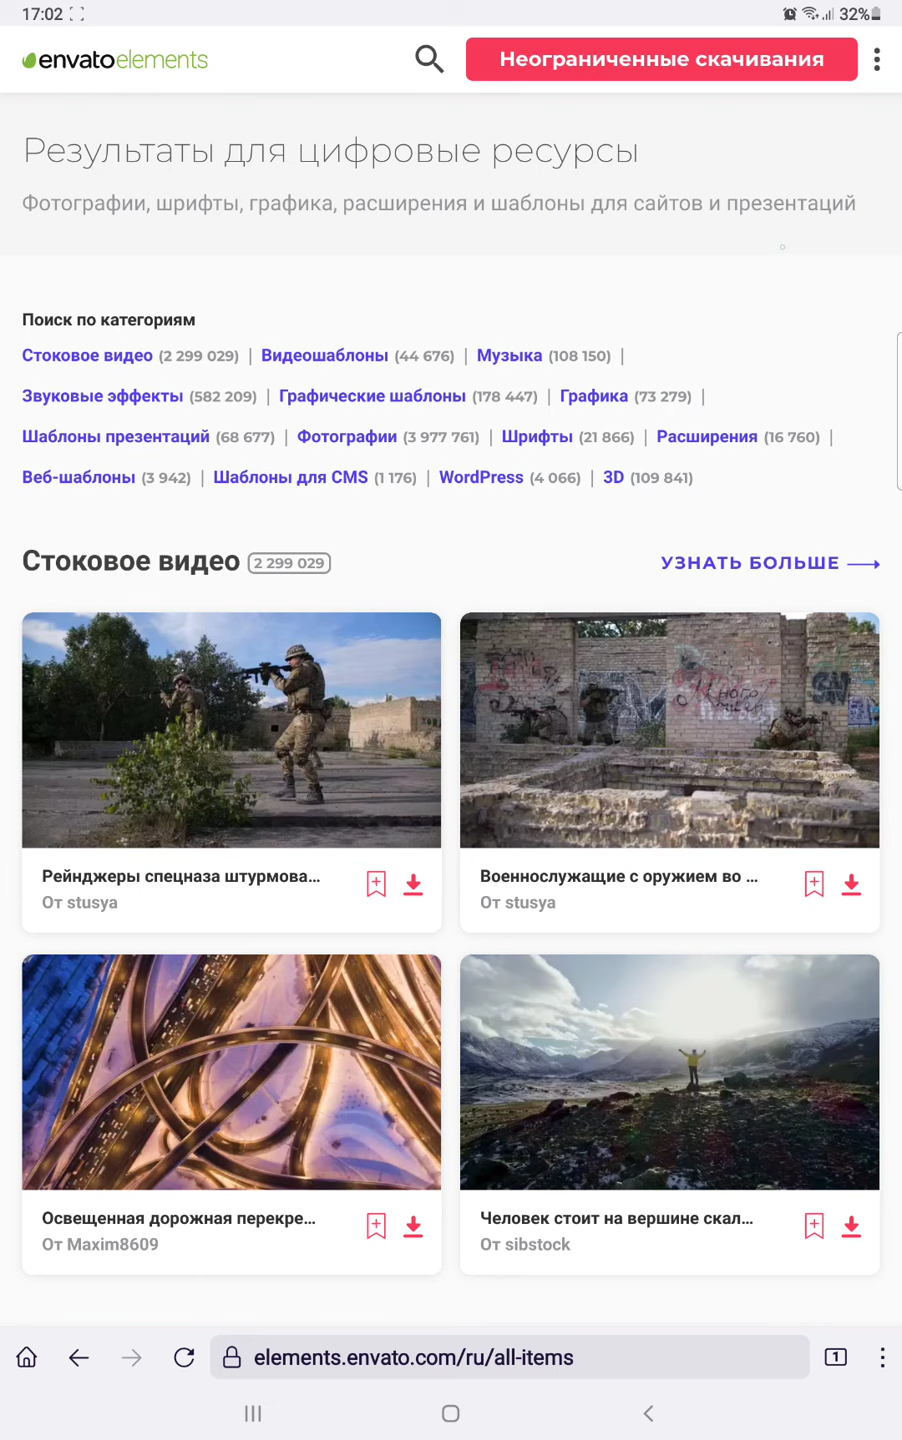 17:02
32%
envatoelements
Неограниченные скачивания
Результаты для цифровые ресурсы
Фотографии, шрифты, графика, расширения и шаблоны для сайтов и презентаций
Поиск по категориям
Стоковое видео (2 299 029) | Видеошаблоны (44 676) | Музыка (108 150) |
Звуковые эффекты (582 209) | Графические шаблоны (178 447) | Графика (73 279) |
Шаблоны презентаций (68 677) | Фотографии (3 977 761) | Шрифты (21 866) | Расширения (16 760) |
Веб-шаблоны (3 942) | Шаблоны для CMS (1 176) | WordPress (4 066) | 3D (109 841)
Стоковое видео 2 299 029
УЗНАТЬ БОЛЬШЕ
Рейнджеры спецназа штурмова...
От stusya
Военнослужащие с оружием во ...
От stusya
Освещенная дорожная перекре...
От Maxim8609
Человек стоит на вершине скал...
От sibstock
elements.envato.com/ru/all-items
1